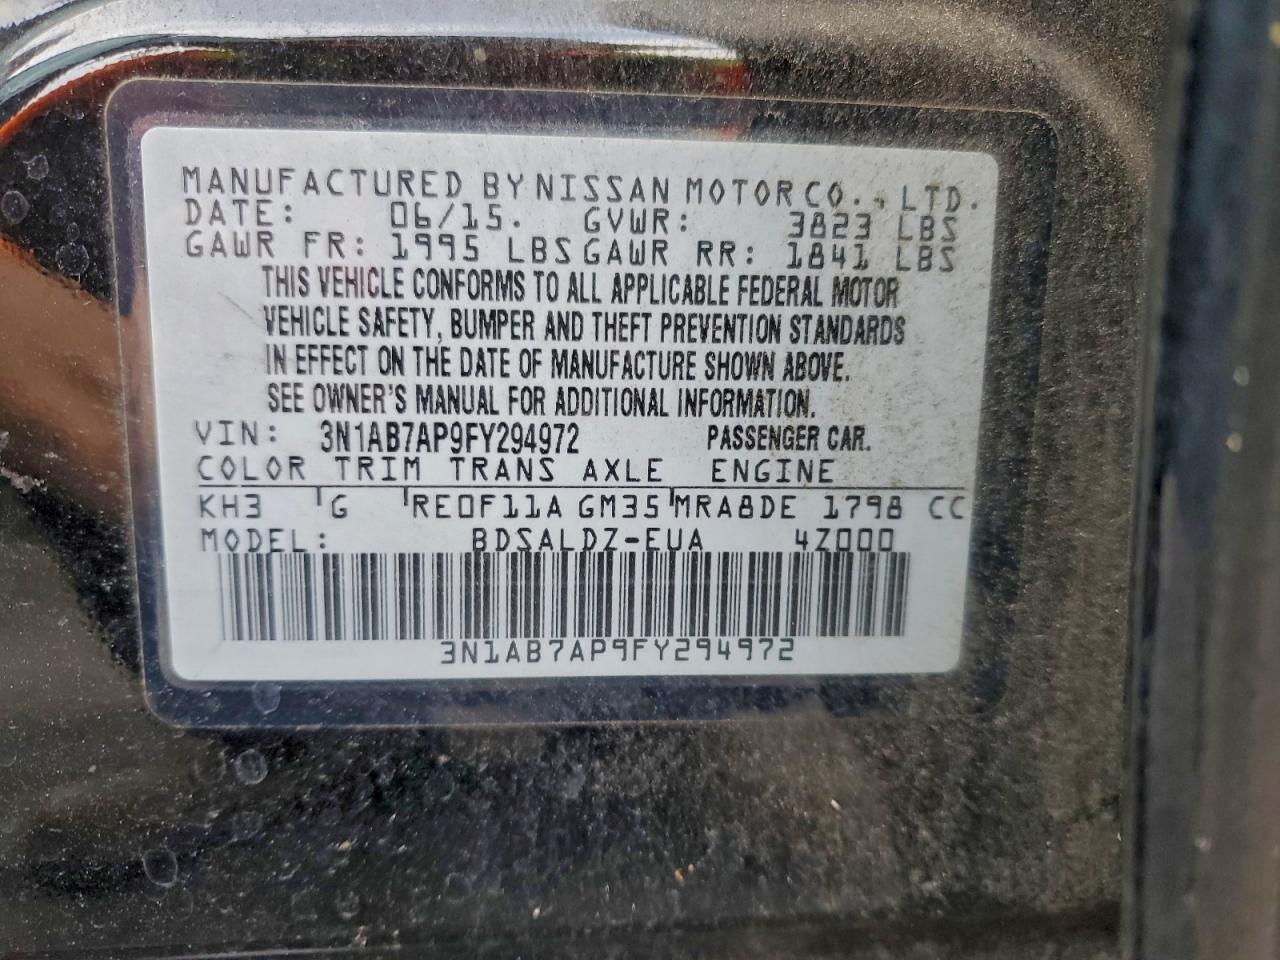 MANUFACTURED BY NISSAN MOTOR CO., LTD.
DATE: 06/15. GVWR: 3823 LBS
GAWR FR: 1995 LBS GAWR RR: 1841 LBS
THIS VEHICLE CONFORMS TO ALL APPLICABLE FEDERAL MOTOR
VEHICLE SAFETY, BUMPER AND THEFT PREVENTION STANDARDS
IN EFFECT ON THE DATE OF MANUFACTURE SHOWN ABOVE.
SEE OWNER'S MANUAL FOR ADDITIONAL INFORMATION.
VIN: 3N1AB7AP9FY294972 PASSENGER CAR.
COLOR TRIM TRANS AXLE ENGINE
KH3 G RE0F11A GM35 MRA8DE 1798 CC
MODEL: BDSALDZ-EUA 4Z000
3N1AB7AP9FY294972